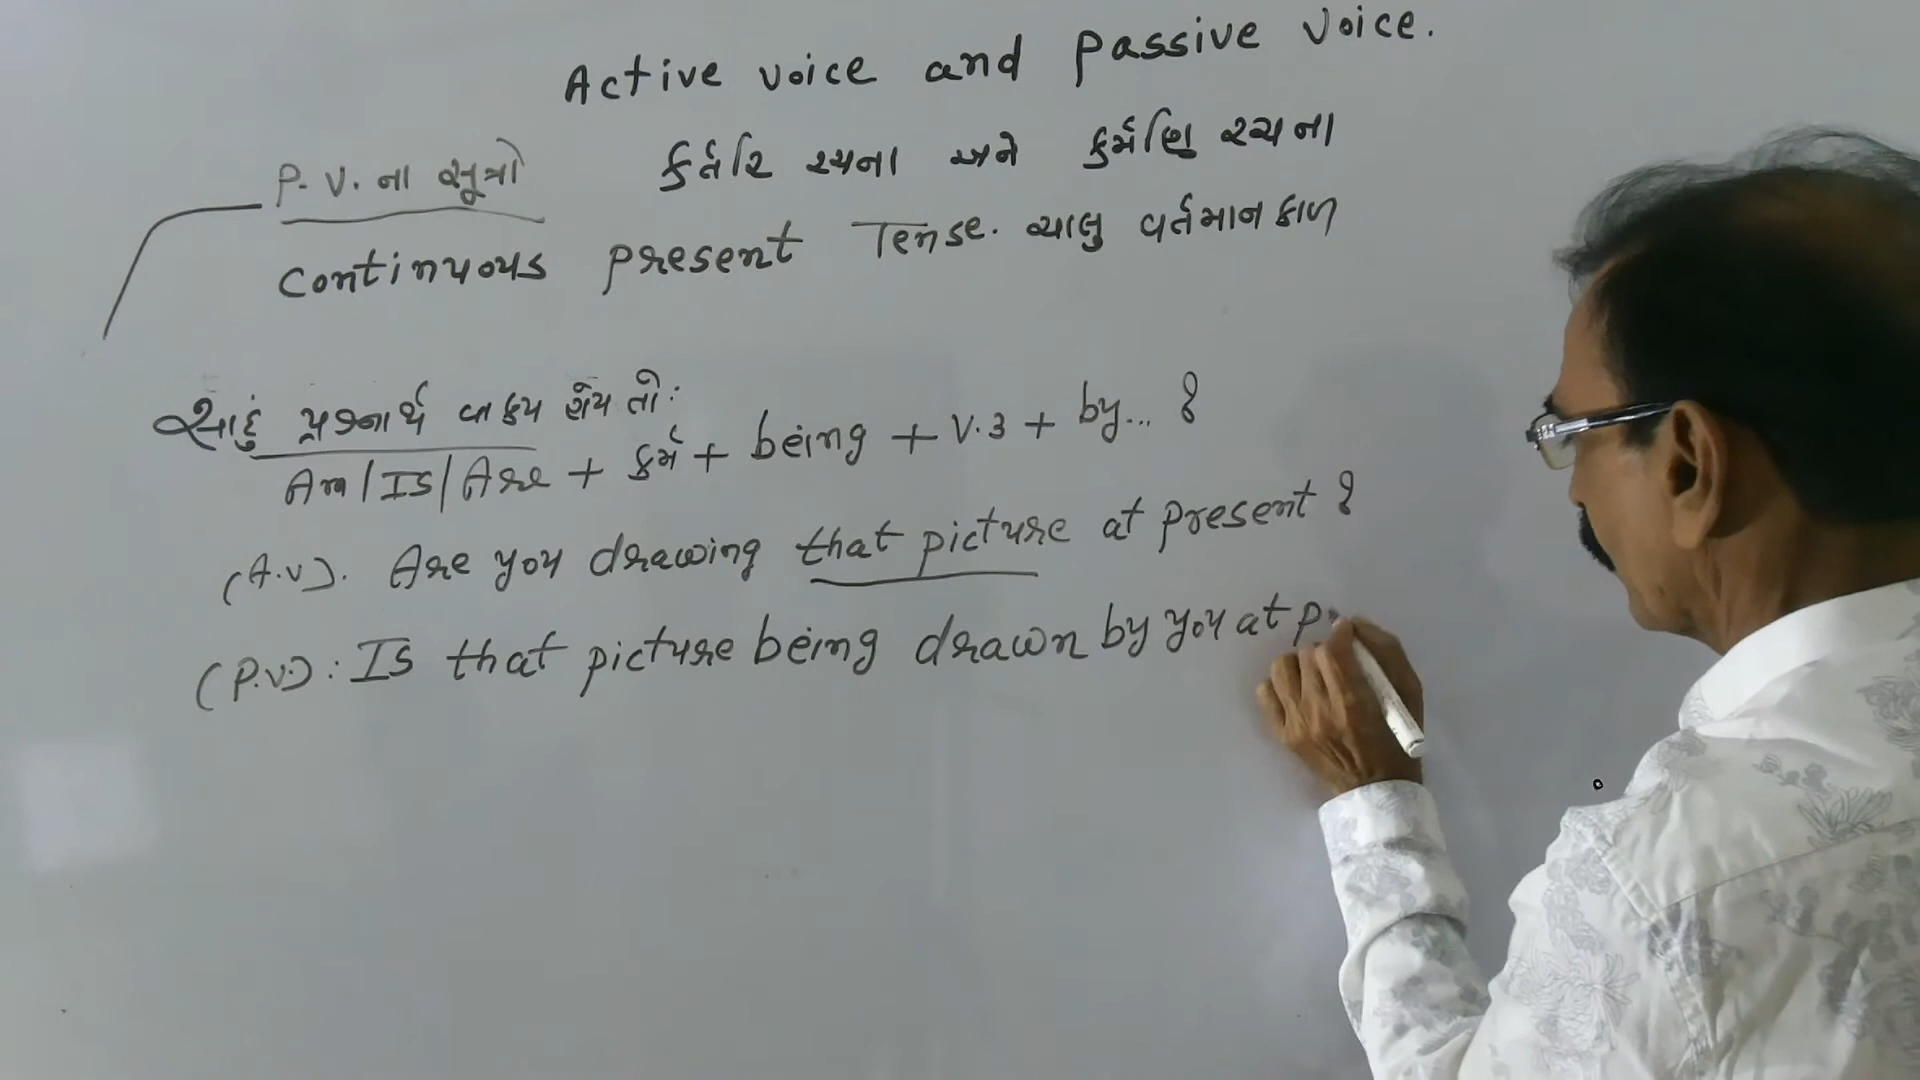 Active voice and Passive voice.
કર્તરિ રચના અને કર્મણિ રચના
P. V. ના સૂત્રો
Continuous present Tense. ચાલુ વર્તમાનકાળ
સાદું પ્રશ્નાર્થ વાક્ય હોય તો:
Am/Is/Are + કર્મ + being + V.3 + by... ?
(A.V). Are you drawing that picture at present ?
(P.V.) : Is that picture being drawn by you at p